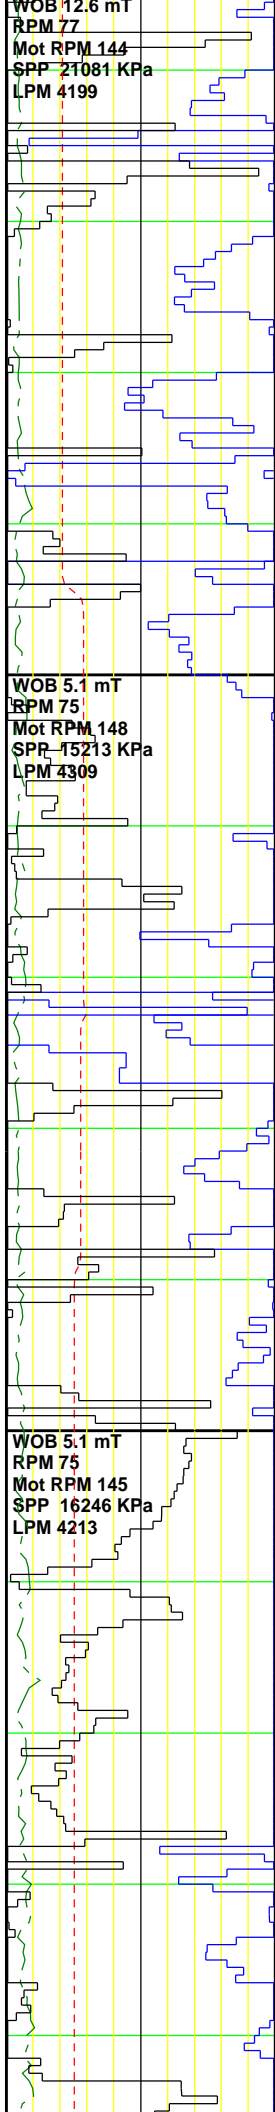 WOB 12.6 mT
RPM 77
Mot RPM 144
SPP 21081 KPa
LPM 4199
WOB 5.1 mT
RPM 75
Mot RPM 148
SPP 15213 KPa
LPM 4309
WOB 5.1 mT
RPM 75
Mot RPM 145
SPP 16246 KPa
LPM 4213